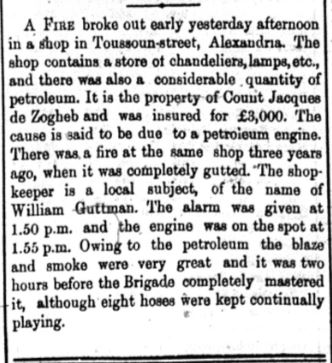 A FIRE broke out early yesterday afternoon
in a shop in Toussoun-street, Alexandria. The
shop contains a store of chandeliers, lamps, etc.,
and there was also a considerable quantity of
petroleum. It is the property of Count Jacques
de Zogheb and was insured for £3,000. The
cause is said to be due to a petroleum engine.
There was a fire at the same shop three years
ago, when it was completely gutted. The shop-
keeper is a local subject, of the name of
William Guttman. The alarm was given at
1.50 p.m. and the engine was on the spot at
1.55 p.m. Owing to the petroleum the blaze
and smoke were very great and it was two
hours before the Brigade completely mastered
it, although eight hoses were kept continually
playing.